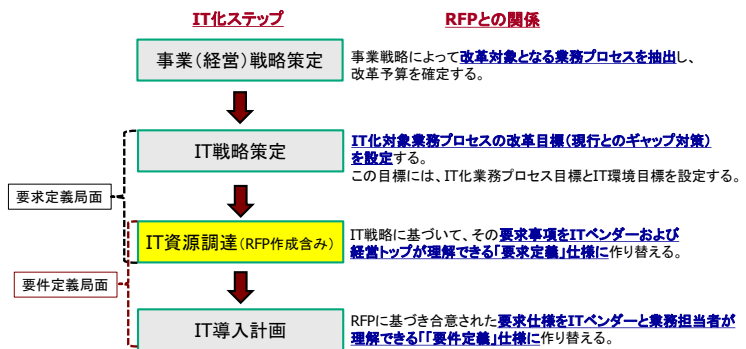 IT化ステップ
RFPとの関係
事業(経営)戦略策定
事業戦略によって改革対象となる業務プロセスを抽出し、
改革予算を確定する。
IT戦略策定
IT化対象業務プロセスの改革目標(現行とのギャップ対策)
を設定する。
この目標には、IT化業務プロセス目標とIT環境目標を設定する。
要求定義局面
IT資源調達(RFP作成含み)
IT戦略に基づいて、その要求事項をITベンダーおよび
経営トップが理解できる「要求定義」仕様に作り替える。
要件定義局面
IT導入計画
RFPに基づき合意された要求仕様をITベンダーと業務担当者が
理解できる「「要件定義」仕様に作り替える。